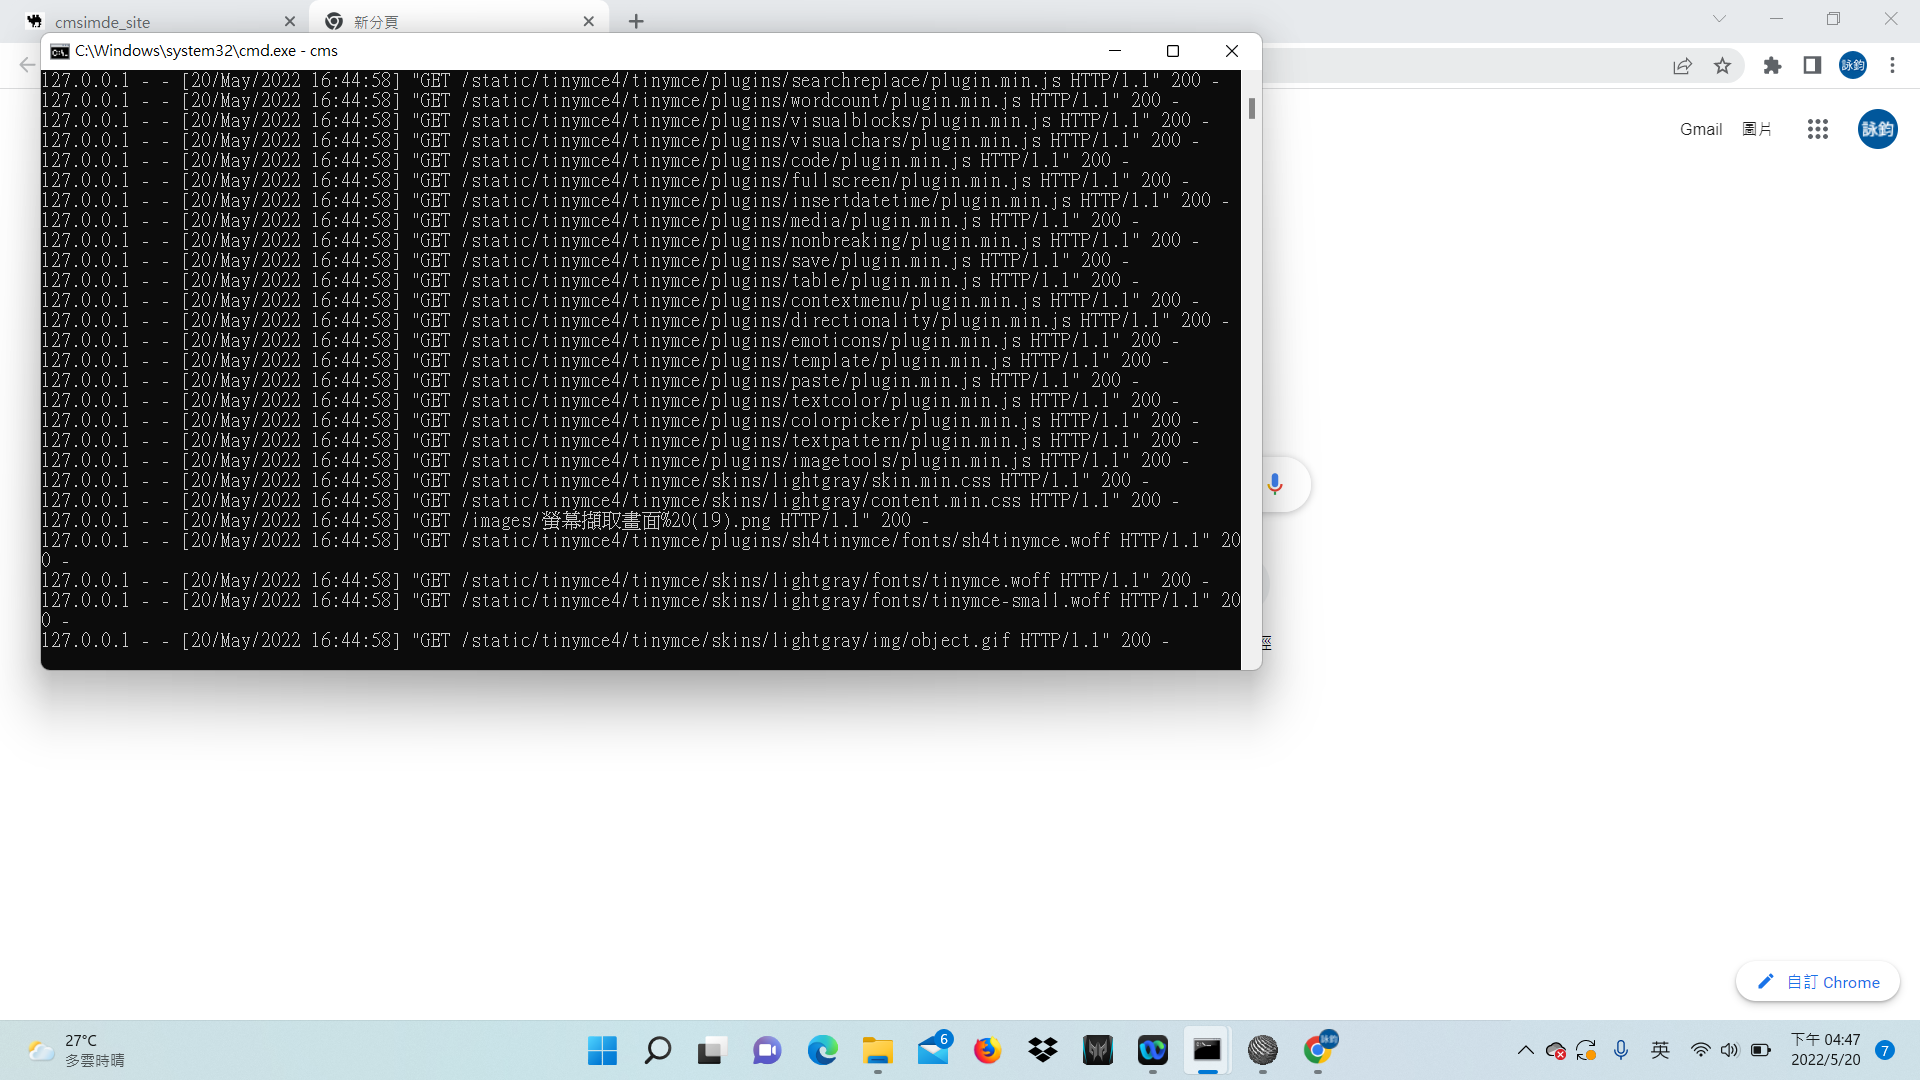 cmsimde_site
新分頁
C:\Windows\system32\cmd.exe - cms
127.0.0.1 - - [20/May/2022 16:44:58] "GET /static/tinymce4/tinymce/plugins/searchreplace/plugin.min.js HTTP/1.1" 200 -
127.0.0.1 - - [20/May/2022 16:44:58] "GET /static/tinymce4/tinymce/plugins/wordcount/plugin.min.js HTTP/1.1" 200 -
127.0.0.1 - - [20/May/2022 16:44:58] "GET /static/tinymce4/tinymce/plugins/visualblocks/plugin.min.js HTTP/1.1" 200 -
127.0.0.1 - - [20/May/2022 16:44:58] "GET /static/tinymce4/tinymce/plugins/visualchars/plugin.min.js HTTP/1.1" 200 -
127.0.0.1 - - [20/May/2022 16:44:58] "GET /static/tinymce4/tinymce/plugins/code/plugin.min.js HTTP/1.1" 200 -
127.0.0.1 - - [20/May/2022 16:44:58] "GET /static/tinymce4/tinymce/plugins/fullscreen/plugin.min.js HTTP/1.1" 200 -
127.0.0.1 - - [20/May/2022 16:44:58] "GET /static/tinymce4/tinymce/plugins/insertdatetime/plugin.min.js HTTP/1.1" 200 -
127.0.0.1 - - [20/May/2022 16:44:58] "GET /static/tinymce4/tinymce/plugins/media/plugin.min.js HTTP/1.1" 200 -
127.0.0.1 - - [20/May/2022 16:44:58] "GET /static/tinymce4/tinymce/plugins/nonbreaking/plugin.min.js HTTP/1.1" 200 -
127.0.0.1 - - [20/May/2022 16:44:58] "GET /static/tinymce4/tinymce/plugins/save/plugin.min.js HTTP/1.1" 200 -
127.0.0.1 - - [20/May/2022 16:44:58] "GET /static/tinymce4/tinymce/plugins/table/plugin.min.js HTTP/1.1" 200 -
127.0.0.1 - - [20/May/2022 16:44:58] "GET /static/tinymce4/tinymce/plugins/contextmenu/plugin.min.js HTTP/1.1" 200 -
127.0.0.1 - - [20/May/2022 16:44:58] "GET /static/tinymce4/tinymce/plugins/directionality/plugin.min.js HTTP/1.1" 200 -
127.0.0.1 - - [20/May/2022 16:44:58] "GET /static/tinymce4/tinymce/plugins/emoticons/plugin.min.js HTTP/1.1" 200 -
127.0.0.1 - - [20/May/2022 16:44:58] "GET /static/tinymce4/tinymce/plugins/template/plugin.min.js HTTP/1.1" 200 -
127.0.0.1 - - [20/May/2022 16:44:58] "GET /static/tinymce4/tinymce/plugins/paste/plugin.min.js HTTP/1.1" 200 -
127.0.0.1 - - [20/May/2022 16:44:58] "GET /static/tinymce4/tinymce/plugins/textcolor/plugin.min.js HTTP/1.1" 200 -
127.0.0.1 - - [20/May/2022 16:44:58] "GET /static/tinymce4/tinymce/plugins/colorpicker/plugin.min.js HTTP/1.1" 200 -
127.0.0.1 - - [20/May/2022 16:44:58] "GET /static/tinymce4/tinymce/plugins/textpattern/plugin.min.js HTTP/1.1" 200 -
127.0.0.1 - - [20/May/2022 16:44:58] "GET /static/tinymce4/tinymce/plugins/imagetools/plugin.min.js HTTP/1.1" 200 -
127.0.0.1 - - [20/May/2022 16:44:58] "GET /static/tinymce4/tinymce/skins/lightgray/skin.min.css HTTP/1.1" 200 -
127.0.0.1 - - [20/May/2022 16:44:58] "GET /static/tinymce4/tinymce/skins/lightgray/content.min.css HTTP/1.1" 200 -
127.0.0.1 - - [20/May/2022 16:44:58] "GET /images/螢幕擷取畫面%20(19).png HTTP/1.1" 200 -
127.0.0.1 - - [20/May/2022 16:44:58] "GET /static/tinymce4/tinymce/plugins/sh4tinymce/fonts/sh4tinymce.woff HTTP/1.1" 20
0 -
127.0.0.1 - - [20/May/2022 16:44:58] "GET /static/tinymce4/tinymce/skins/lightgray/fonts/tinymce.woff HTTP/1.1" 200 -
127.0.0.1 - - [20/May/2022 16:44:58] "GET /static/tinymce4/tinymce/skins/lightgray/fonts/tinymce-small.woff HTTP/1.1" 20
0 -
127.0.0.1 - - [20/May/2022 16:44:58] "GET /static/tinymce4/tinymce/skins/lightgray/img/object.gif HTTP/1.1" 200 -
詠鈞
Gmail
圖片
詠鈞
自訂 Chrome
27°C
多雲時晴
6
詠鈞
英
下午 04:47
2022/5/20
7